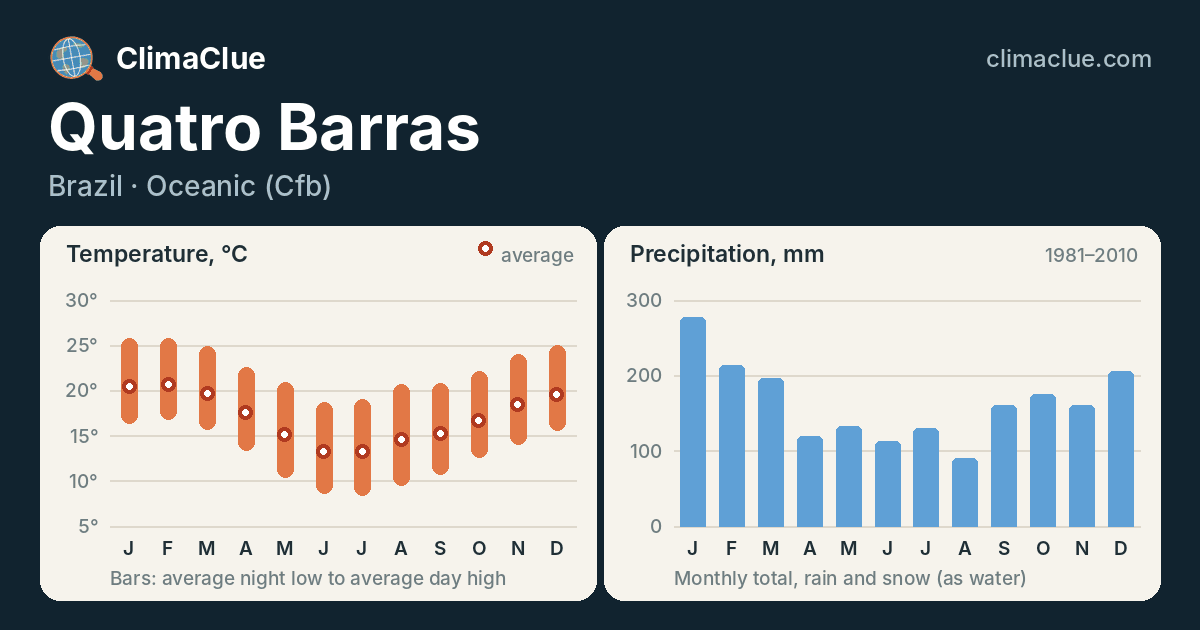 ClimaClue
climaclue.com
Quatro Barras
Brazil · Oceanic (Cfb)
Temperature, °C
average
30°
25°
20°
15°
10°
5°
J F M A M J J A S O N D
Bars: average night low to average day high
Precipitation, mm
1981–2010
300
200
100
0
J F M A M J J A S O N D
Monthly total, rain and snow (as water)